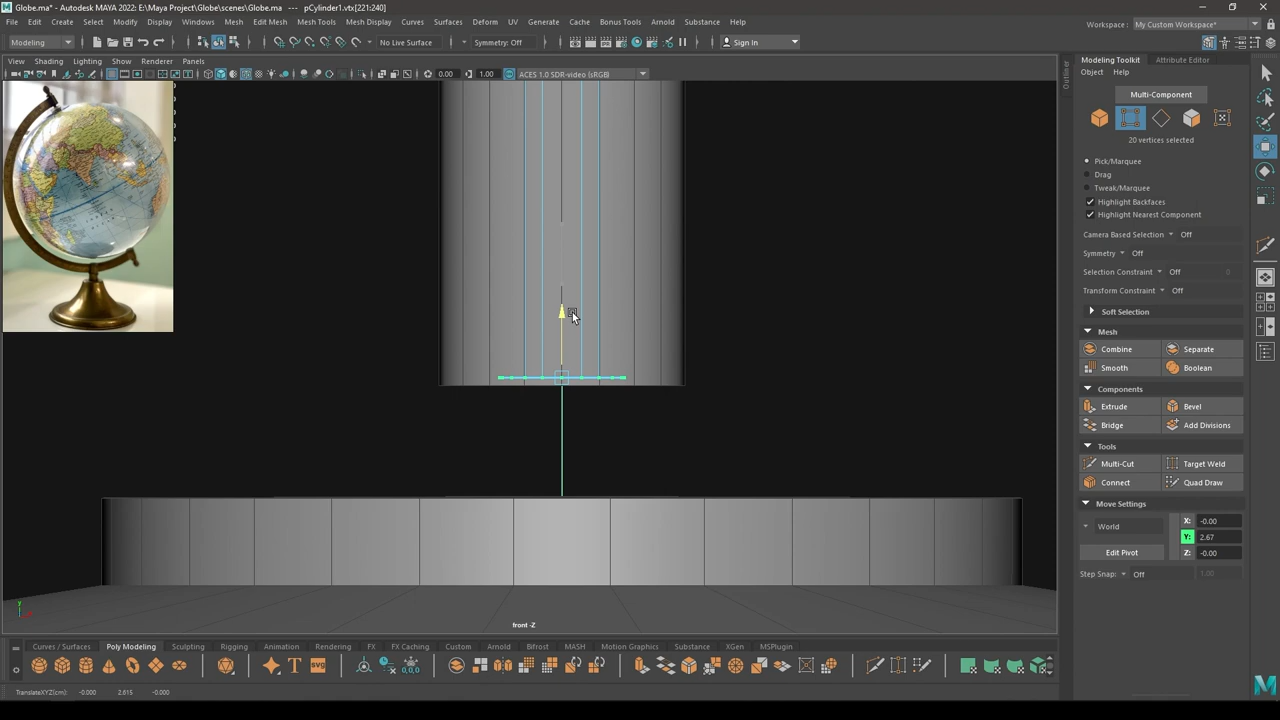 Globe.ma* - Autodesk MAYA 2022: E:\Maya Project\Globe\scenes\Globe.ma --- pCylinder1.vtx[221:240]
File Edit Create Select Modify Display Windows Mesh Edit Mesh Mesh Tools Mesh Display Curves Surfaces Deform UV Generate Cache Bonus Tools Arnold Substance Help
Workspace : My Custom Workspace*
Modeling No Live Surface Symmetry: Off Sign In
View Shading Lighting Show Renderer Panels
0.00 1.00 ACES 1.0 SDR-video (sRGB)
Outliner
front -Z
Modeling Toolkit Attribute Editor
Object Help
Multi-Component
20 vertices selected
Pick/Marquee
Drag
Tweak/Marquee
Highlight Backfaces
Highlight Nearest Component
Camera Based Selection Off
Symmetry Off
Selection Constraint Off 0
Transform Constraint Off
Soft Selection
Mesh
Combine Separate
Smooth Boolean
Components
Extrude Bevel
Bridge Add Divisions
Tools
Multi-Cut Target Weld
Connect Quad Draw
Move Settings
World X: -0.00
Y: 2.67
Edit Pivot Z: -0.00
Step Snap: Off 1.00
Curves / Surfaces Poly Modeling Sculpting Rigging Animation Rendering FX FX Caching Custom Arnold Bifrost MASH Motion Graphics Substance XGen MSPlugin
TranslateXYZ(cm): -0.000 2.615 -0.000